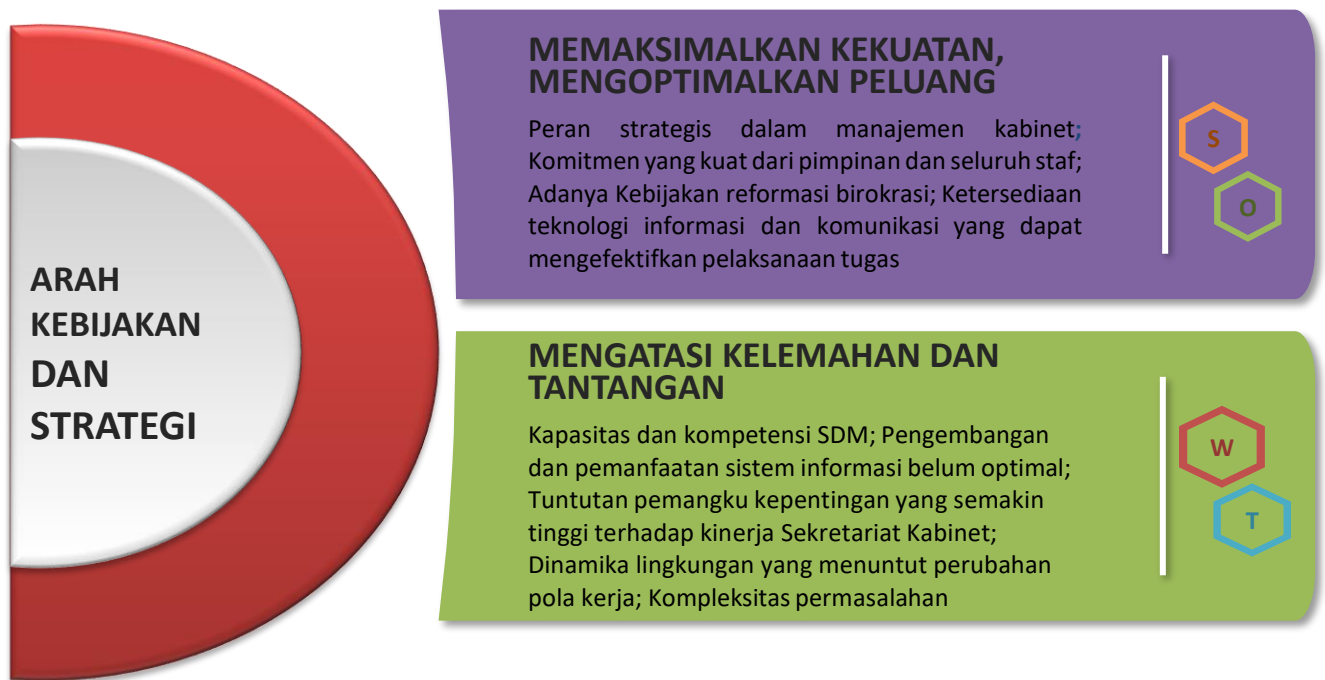 ARAH
KEBIJAKAN
DAN
STRATEGI
MEMAKSIMALKAN KEKUATAN,
MENGOPTIMALKAN PELUANG
Peran strategis dalam manajemen kabinet;
Komitmen yang kuat dari pimpinan dan seluruh staf;
Adanya Kebijakan reformasi birokrasi; Ketersediaan
teknologi informasi dan komunikasi yang dapat
mengefektifkan pelaksanaan tugas
S
O
MENGATASI KELEMAHAN DAN
TANTANGAN
Kapasitas dan kompetensi SDM; Pengembangan
dan pemanfaatan sistem informasi belum optimal;
Tuntutan pemangku kepentingan yang semakin
tinggi terhadap kinerja Sekretariat Kabinet;
Dinamika lingkungan yang menuntut perubahan
pola kerja; Kompleksitas permasalahan
W
T